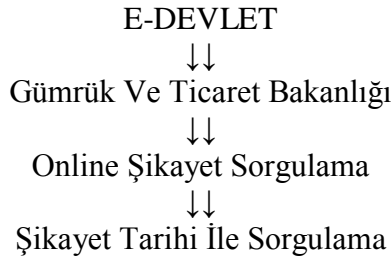 E-DEVLET
↓↓
Gümrük Ve Ticaret Bakanlığı
↓↓
Online Şikayet Sorgulama
↓↓
Şikayet Tarihi İle Sorgulama